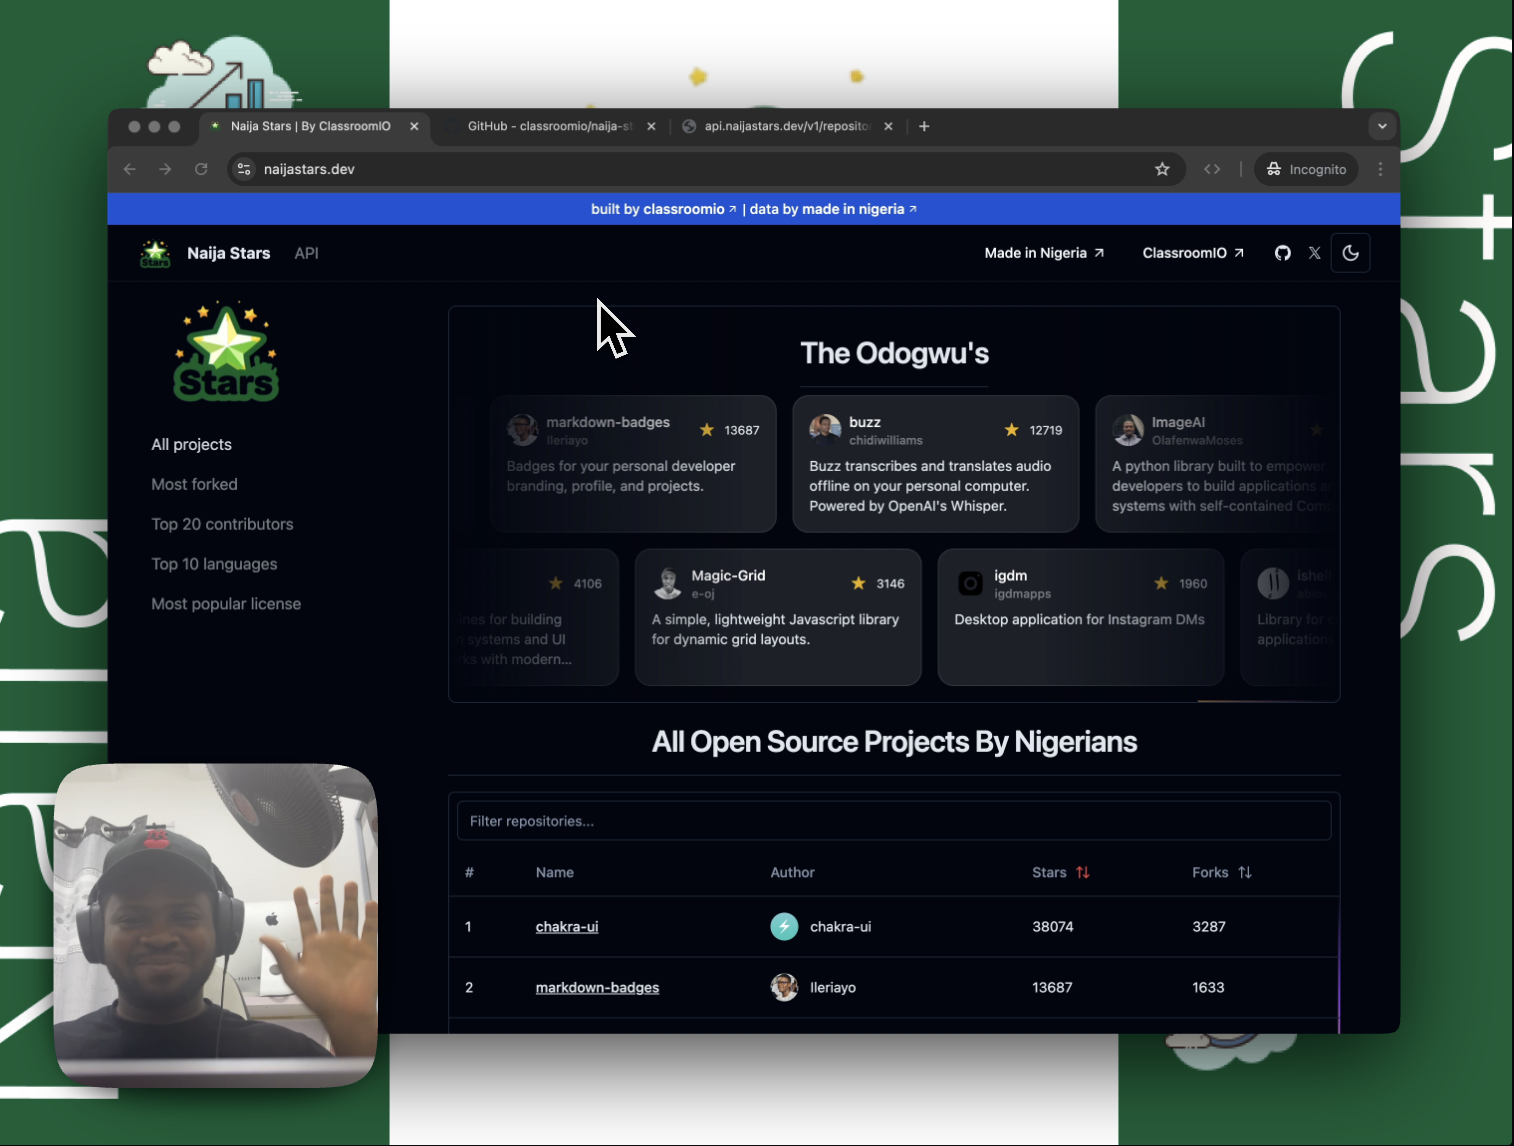 Naija Stars | By ClassroomIO
GitHub - classroomio/naija-st
api.naijastars.dev/v1/reposito
naijastars.dev
Incognito
built by classroomio ↗ | data by made in nigeria ↗
Naija Stars
API
Made in Nigeria ↗
ClassroomIO ↗
Stars
All projects
Most forked
Top 20 contributors
Top 10 languages
Most popular license
The Odogwu's
markdown-badges
Ileriayo
13687
Badges for your personal developer
branding, profile, and projects.
buzz
chidiwilliams
12719
Buzz transcribes and translates audio
offline on your personal computer.
Powered by OpenAI's Whisper.
ImageAI
OlafenwaMoses
A python library built to empower
developers to build applications
systems with self-contained
4106
for building
systems and UI
with modern...
Magic-Grid
e-oj
3146
A simple, lightweight Javascript library
for dynamic grid layouts.
igdm
igdmapps
1960
Desktop application for Instagram DMs
Library for
applications
All Open Source Projects By Nigerians
Filter repositories...
# Name Author Stars Forks
1 chakra-ui chakra-ui 38074 3287
2 markdown-badges Ileriayo 13687 1633
Stars